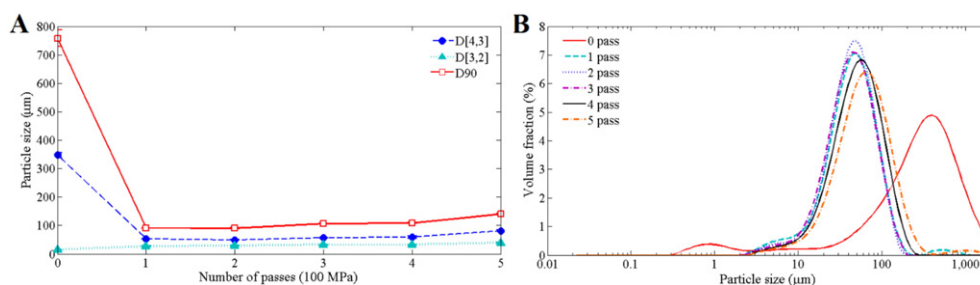 A
Particle size (µm)
800
700
600
500
400
300
200
100
0
D[4,3]
D[3,2]
D90
0 1 2 3 4 5
Number of passes (100 MPa)
B
Volume fraction (%)
8
7
6
5
4
3
2
1
0
0 pass
1 pass
2 pass
3 pass
4 pass
5 pass
0.01 0.1 1 10 100 1,000
Particle size (µm)